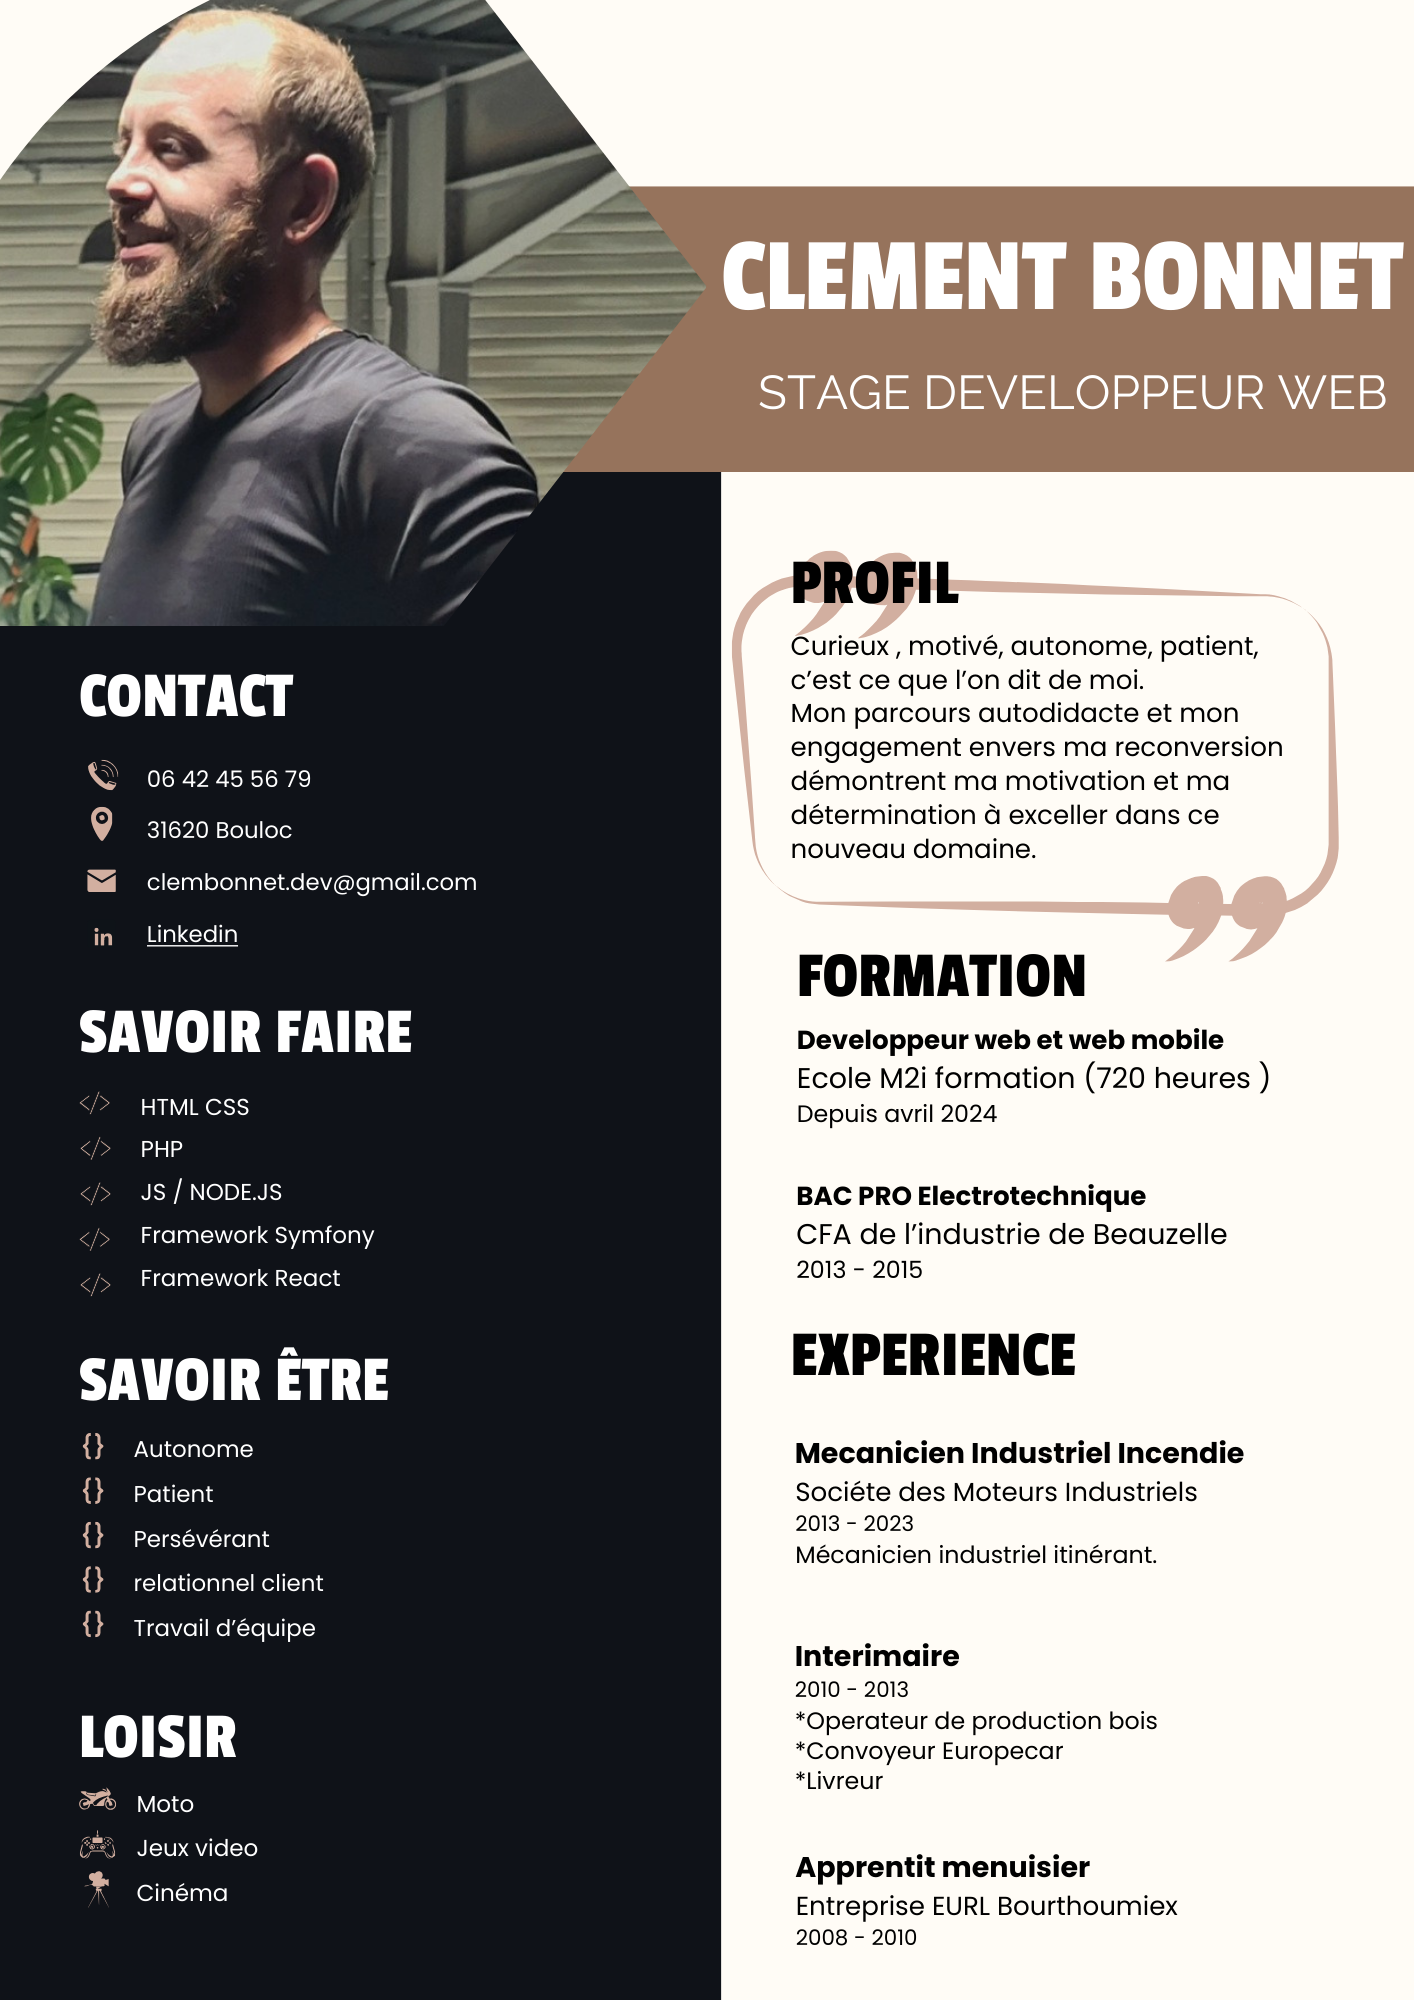 CLEMENT BONNET
STAGE DEVELOPPEUR WEB
CONTACT
06 42 45 56 79
31620 Bouloc
clembonnet.dev@gmail.com
in
Linkedin
SAVOIR FAIRE
</> HTML CSS
</> PHP
</> JS / NODE.JS
</> Framework Symfony
</> Framework React
SAVOIR ÊTRE
{} Autonome
{} Patient
{} Persévérant
{} relationnel client
{} Travail d’équipe
LOISIR
Moto
Jeux video
Cinéma
PROFIL
Curieux , motivé, autonome, patient,
c’est ce que l’on dit de moi.
Mon parcours autodidacte et mon
engagement envers ma reconversion
démontrent ma motivation et ma
détermination à exceller dans ce
nouveau domaine.
FORMATION
Developpeur web et web mobile
Ecole M2i formation (720 heures )
Depuis avril 2024
BAC PRO Electrotechnique
CFA de l’industrie de Beauzelle
2013 - 2015
EXPERIENCE
Mecanicien Industriel Incendie
Sociéte des Moteurs Industriels
2013 - 2023
Mécanicien industriel itinérant.
Interimaire
2010 - 2013
*Operateur de production bois
*Convoyeur Europecar
*Livreur
Apprentit menuisier
Entreprise EURL Bourthoumiex
2008 - 2010